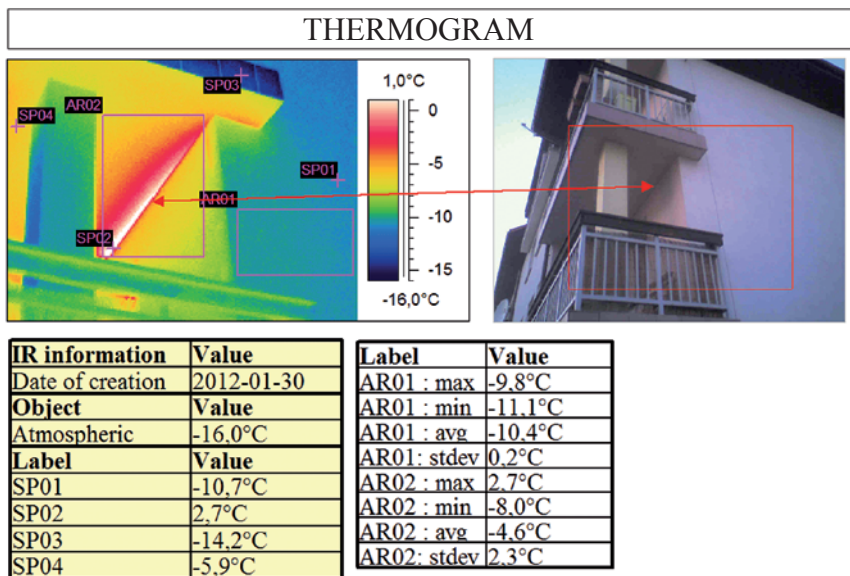 THERMOGRAM
1,0°C
0
-5
-10
-15
-16,0°C
SP03
SP04
AR02
SP01
AR01
SP02
IR information Value
Date of creation 2012-01-30
Object Value
Atmospheric -16,0°C
Label Value
SP01 -10,7°C
SP02 2,7°C
SP03 -14,2°C
SP04 -5,9°C
Label Value
AR01 : max -9,8°C
AR01 : min -11,1°C
AR01 : avg -10,4°C
AR01: stdev 0,2°C
AR02 : max 2,7°C
AR02 : min -8,0°C
AR02 : avg -4,6°C
AR02: stdev 2,3°C